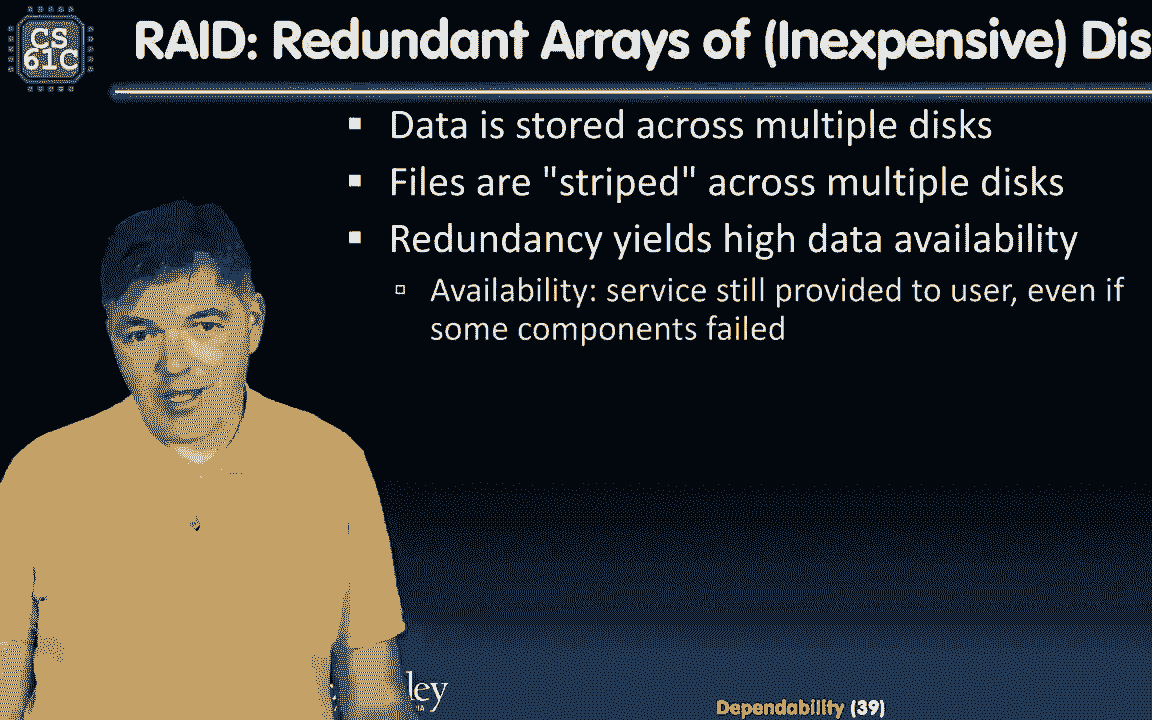 CS
61C
RAID: Redundant Arrays of (Inexpensive) Dis
Data is stored across multiple disks
Files are "striped" across multiple disks
Redundancy yields high data availability
Availability: service still provided to user, even if
some components failed
ley
Dependability (39)